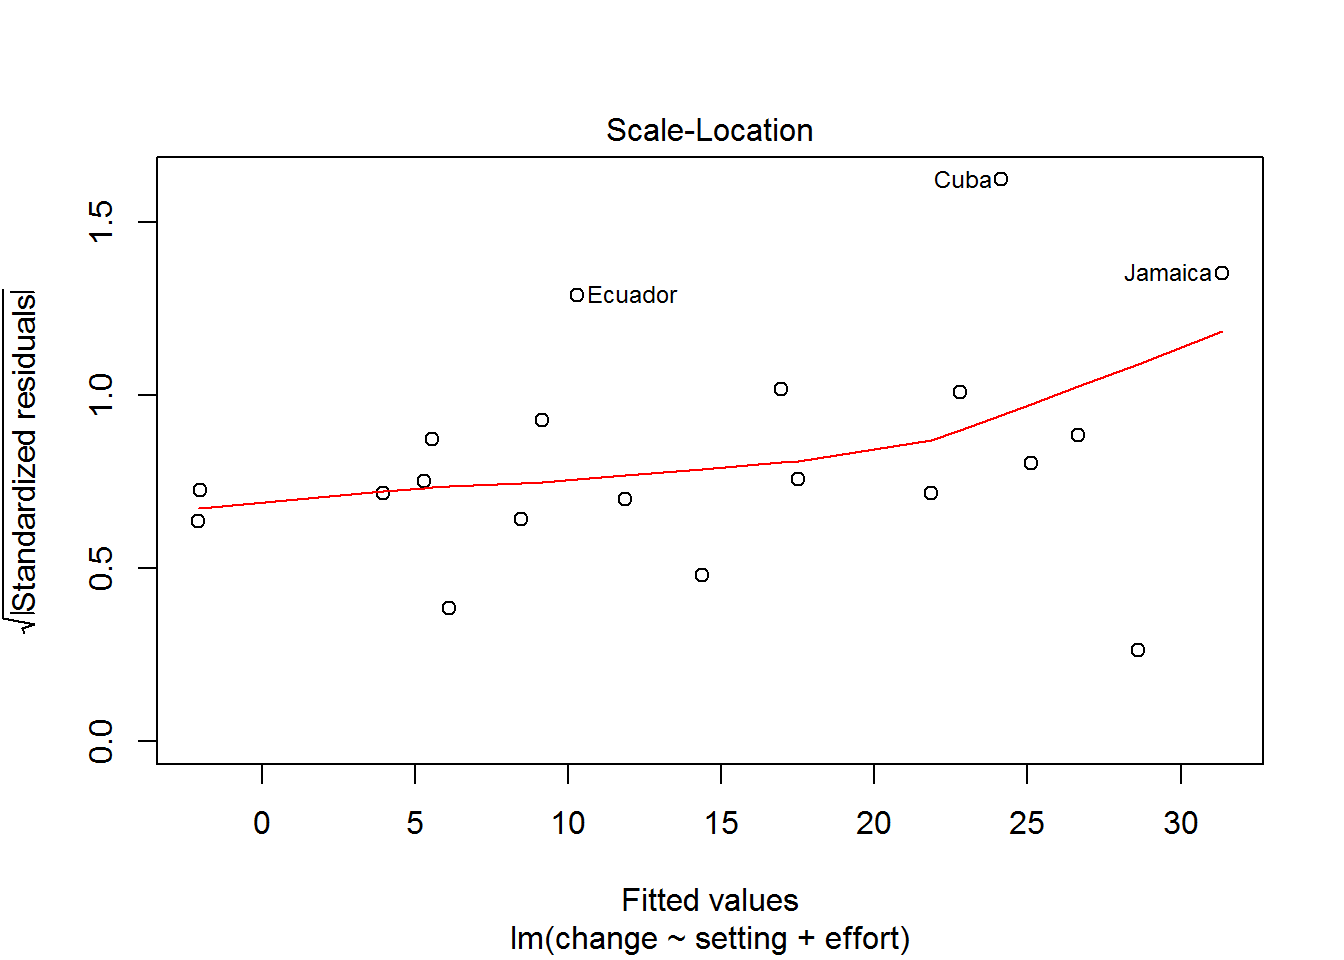 Scale-Location
Cuba
Jamaica
Ecuador
√|Standardized residuals|
0.0
0.5
1.0
1.5
0 5 10 15 20 25 30
Fitted values
lm(change ~ setting + effort)